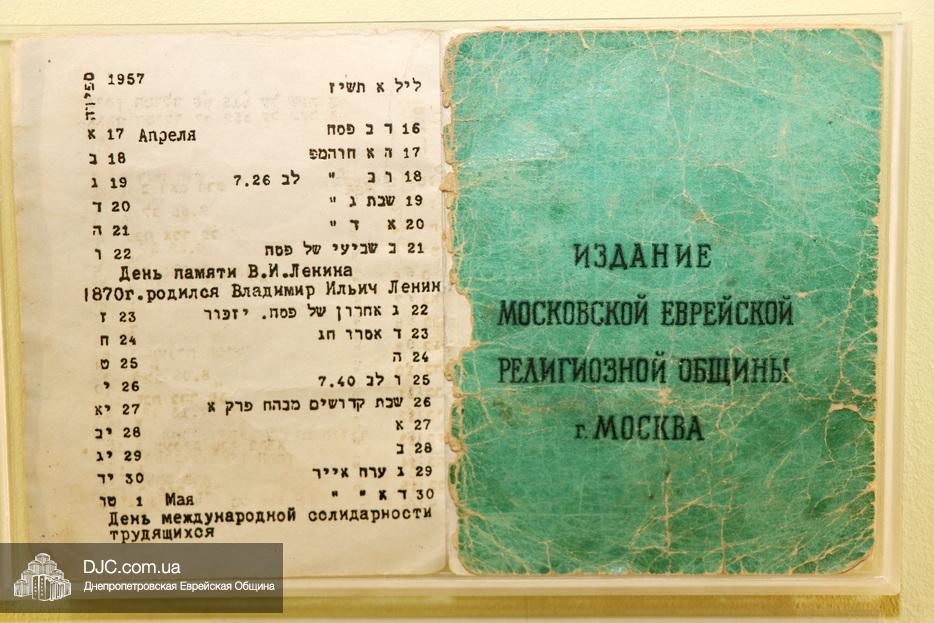 1957 ספירה
ליל א תשיז
16 ד ב פסח
17 Апреля א
17 ה א חוהמפ
18 ב
18 ו ב " לב 7.26
19 ג
19 שבת ג "
20 ד
20 א ד "
21 ה
21 ב שביעי של פסח
22 ו
День памяти В.И.Ленина
1870г.родился Владимир Ильич Ленин
22 ג אחרון של פסח. יזכור
23 ז
23 ד אסרו חג
24 ח
24 ה
25 ט
25 ו לב 7.40
26 י
26 שבת קדושים מנהח פרק א
27 יא
27 א
28 יב
28 ב
29 יג
29 ג ערח אייר
30 יד
30 ד א " "
1 Мая טו
День международной солидарности
трудящихся
ИЗДАНИЕ
МОСКОВСКОЙ ЕВРЕЙСКОЙ
РЕЛИГИОЗНОЙ ОБЩИНЫ
г. МОСКВА
DJC.com.ua
Днепропетровская Еврейская Община